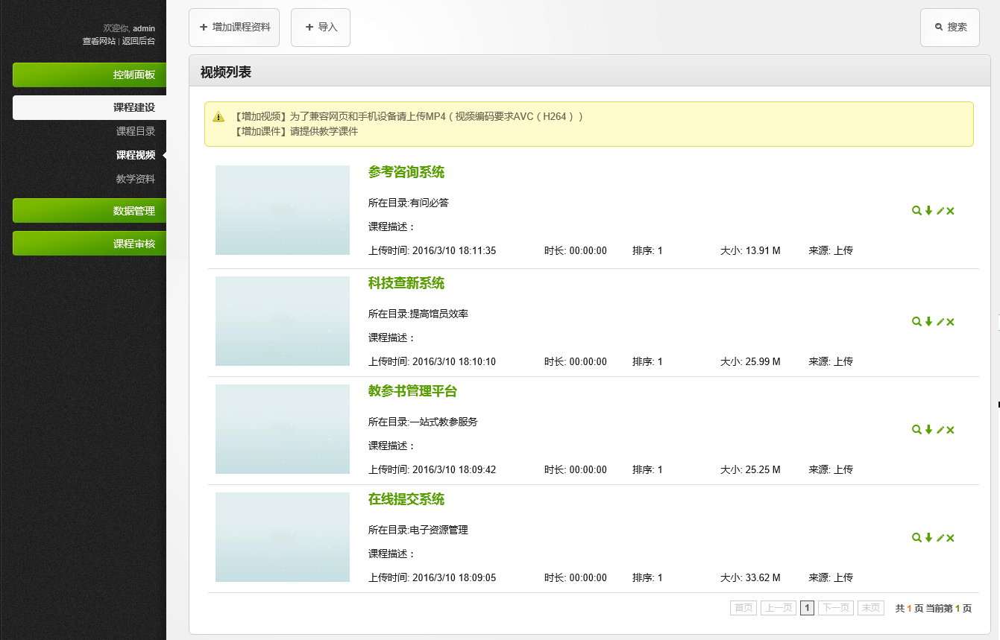 欢迎你, admin
查看网站 | 返回后台
控制面板
课程建设
课程目录
课程视频
教学资料
数据管理
课程审核
+ 增加课程资料
+ 导入
搜索
视频列表
【增加视频】为了兼容网页和手机设备请上传MP4（视频编码要求AVC（H264））
【增加课件】请提供教学课件
参考咨询系统
所在目录:有问必答
课程描述：
上传时间: 2016/3/10 18:11:35 时长: 00:00:00 排序: 1 大小: 13.91 M 来源: 上传
科技查新系统
所在目录:提高馆员效率
课程描述：
上传时间: 2016/3/10 18:10:10 时长: 00:00:00 排序: 1 大小: 25.99 M 来源: 上传
教参书管理平台
所在目录:一站式教参服务
课程描述：
上传时间: 2016/3/10 18:09:42 时长: 00:00:00 排序: 1 大小: 25.25 M 来源: 上传
在线提交系统
所在目录:电子资源管理
课程描述：
上传时间: 2016/3/10 18:09:05 时长: 00:00:00 排序: 1 大小: 33.62 M 来源: 上传
首页 上一页 1 下一页 末页 共 1 页 当前第 1 页